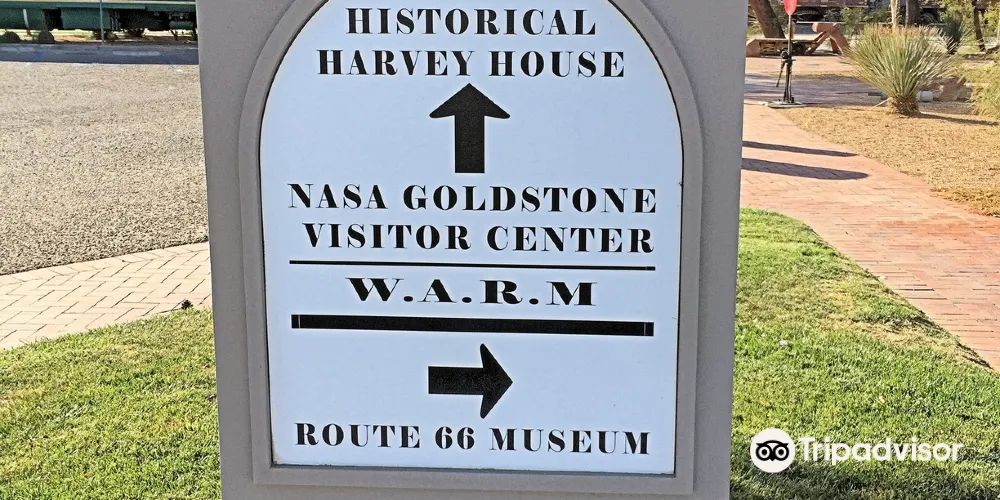 HISTORICAL
HARVEY HOUSE
NASA GOLDSTONE
VISITOR CENTER
W.A.R.M
ROUTE 66 MUSEUM
Tripadvisor